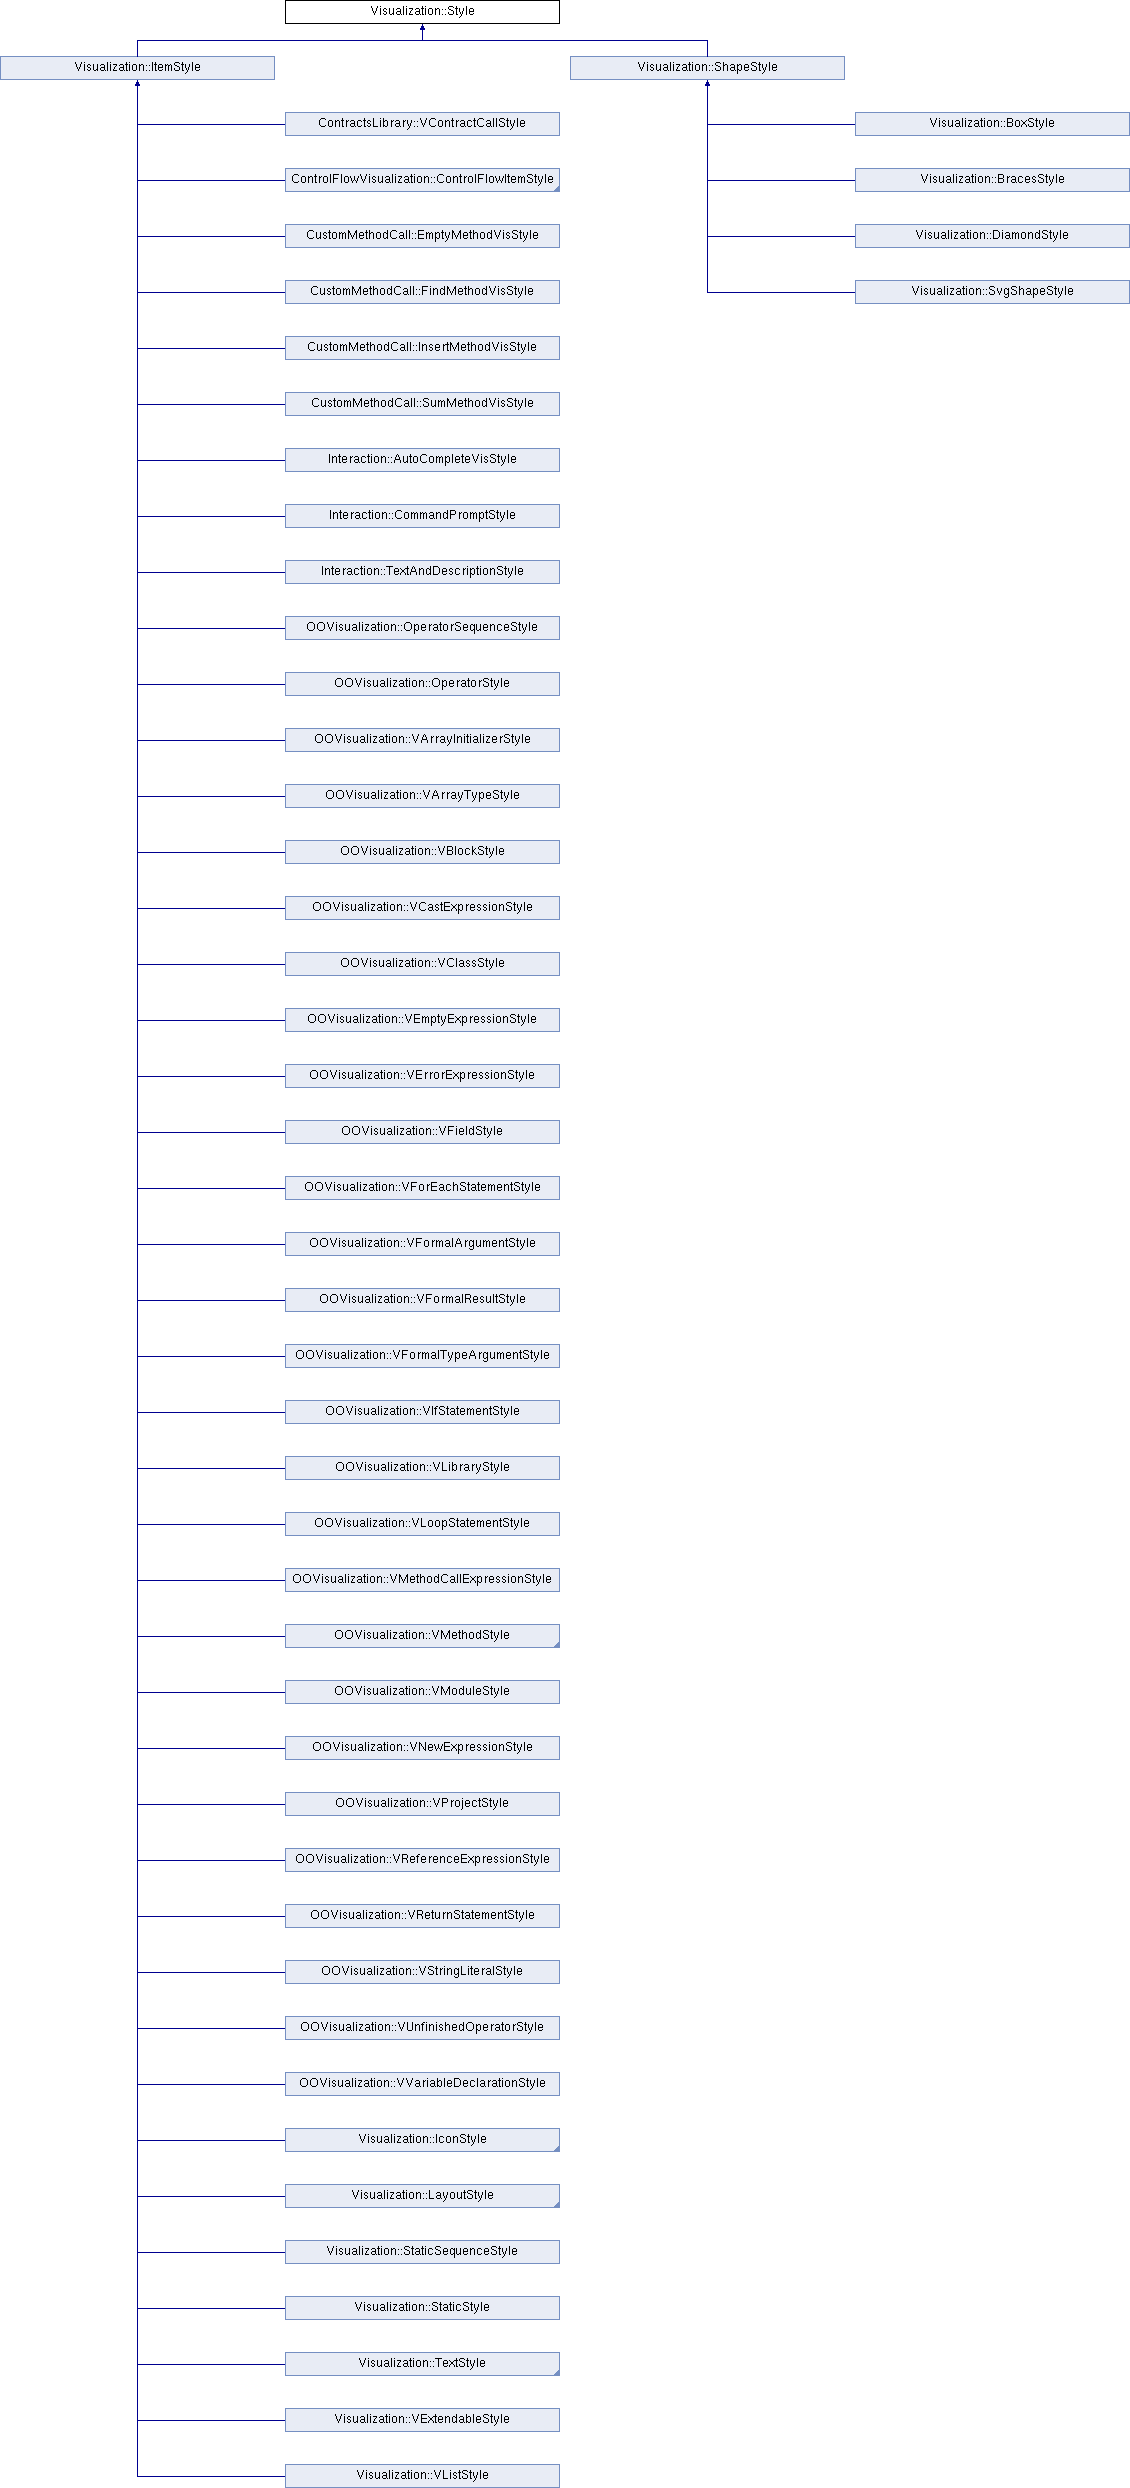 Visualization::Style
Visualization::ItemStyle
Visualization::ShapeStyle
ContractsLibrary::VContractCallStyle
Visualization::BoxStyle
ControlFlowVisualization::ControlFlowItemStyle
Visualization::BracesStyle
CustomMethodCall::EmptyMethodVisStyle
Visualization::DiamondStyle
CustomMethodCall::FindMethodVisStyle
Visualization::SvgShapeStyle
CustomMethodCall::InsertMethodVisStyle
CustomMethodCall::SumMethodVisStyle
Interaction::AutoCompleteVisStyle
Interaction::CommandPromptStyle
Interaction::TextAndDescriptionStyle
OOVisualization::OperatorSequenceStyle
OOVisualization::OperatorStyle
OOVisualization::VArrayInitializerStyle
OOVisualization::VArrayTypeStyle
OOVisualization::VBlockStyle
OOVisualization::VCastExpressionStyle
OOVisualization::VClassStyle
OOVisualization::VEmptyExpressionStyle
OOVisualization::VErrorExpressionStyle
OOVisualization::VFieldStyle
OOVisualization::VForEachStatementStyle
OOVisualization::VFormalArgumentStyle
OOVisualization::VFormalResultStyle
OOVisualization::VFormalTypeArgumentStyle
OOVisualization::VIfStatementStyle
OOVisualization::VLibraryStyle
OOVisualization::VLoopStatementStyle
OOVisualization::VMethodCallExpressionStyle
OOVisualization::VMethodStyle
OOVisualization::VModuleStyle
OOVisualization::VNewExpressionStyle
OOVisualization::VProjectStyle
OOVisualization::VReferenceExpressionStyle
OOVisualization::VReturnStatementStyle
OOVisualization::VStringLiteralStyle
OOVisualization::VUnfinishedOperatorStyle
OOVisualization::VVariableDeclarationStyle
Visualization::IconStyle
Visualization::LayoutStyle
Visualization::StaticSequenceStyle
Visualization::StaticStyle
Visualization::TextStyle
Visualization::VExtendableStyle
Visualization::VListStyle